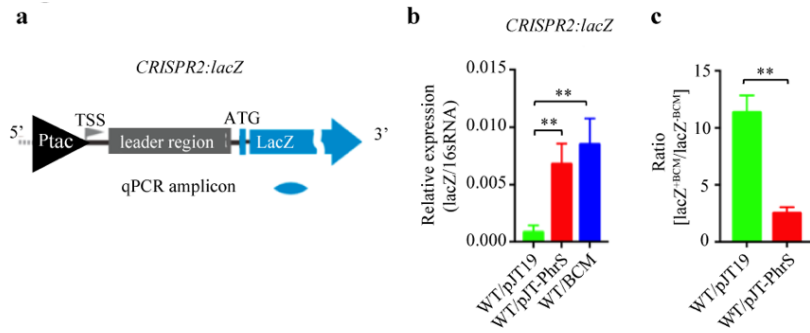 a
CRISPR2:lacZ
TSS
ATG
5'
Ptac
leader region
LacZ
3'
qPCR amplicon
b
CRISPR2:lacZ
Relative expression
(lacZ/16sRNA)
0.015
0.010
0.005
0.000
**
**
WT/pJT19
WT/pJT-PhrS
WT/BCM
c
Ratio
[lacZ+BCM/lacZ-BCM]
15
10
5
0
**
WT/pJT19
WT/pJT-PhrS